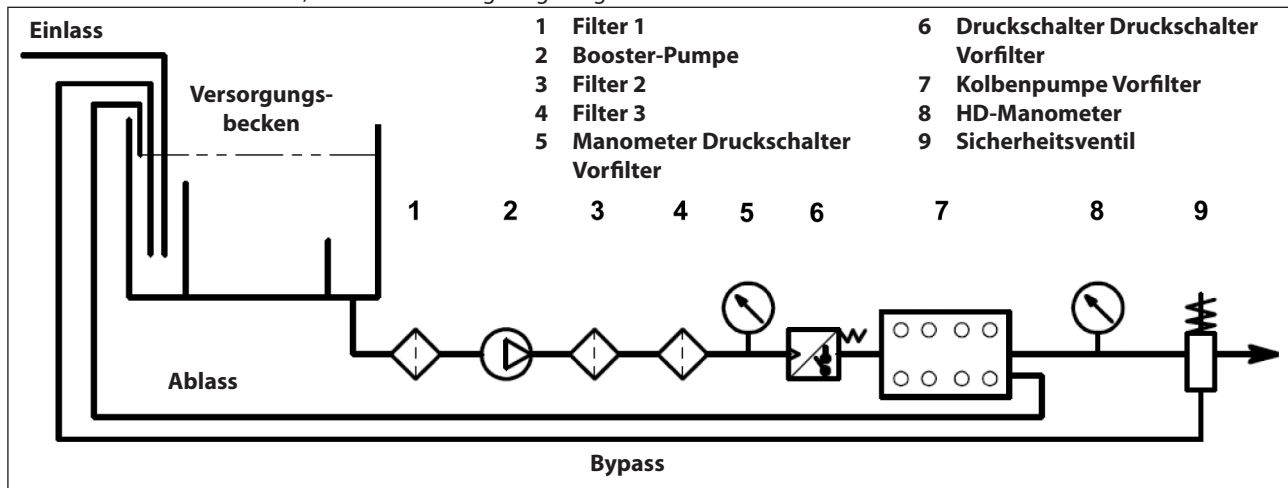 Einlass
Versorgungs-
becken
1 Filter 1
2 Booster-Pumpe
3 Filter 2
4 Filter 3
5 Manometer Druckschalter
Vorfilter
6 Druckschalter Druckschalter
Vorfilter
7 Kolbenpumpe Vorfilter
8 HD-Manometer
9 Sicherheitsventil
1 2 3 4 5 6 7 8 9
Ablass
Bypass